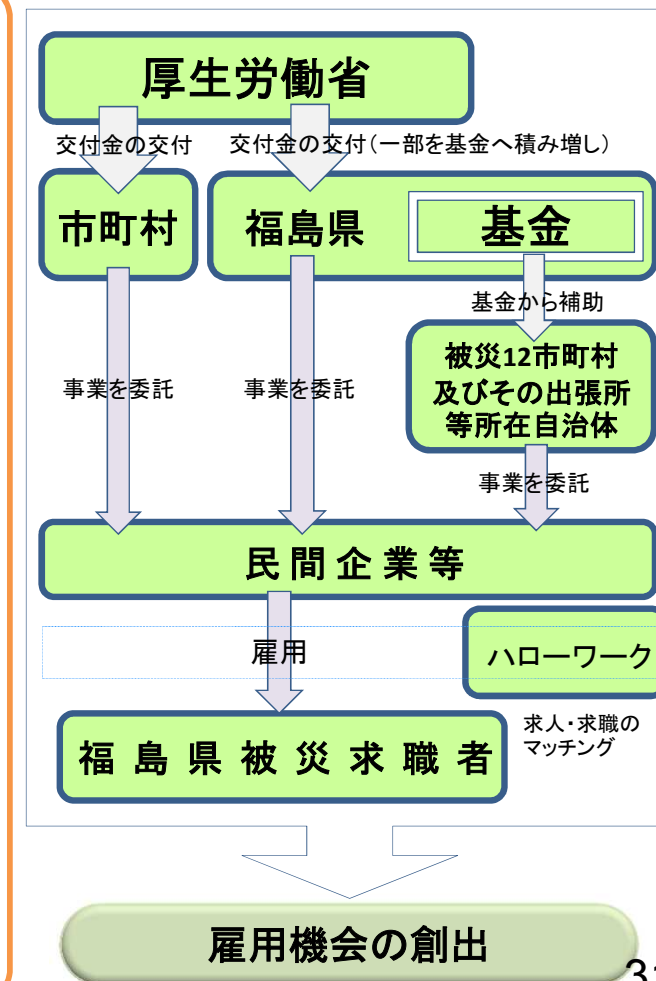 厚生労働省
交付金の交付
交付金の交付(一部を基金へ積み増し)
市町村
福島県
基金
基金から補助
被災12市町村
及びその出張所
等所在自治体
事業を委託
事業を委託
事業を委託
民間企業等
雇用
ハローワーク
求人・求職の
マッチング
福島県被災求職者
雇用機会の創出